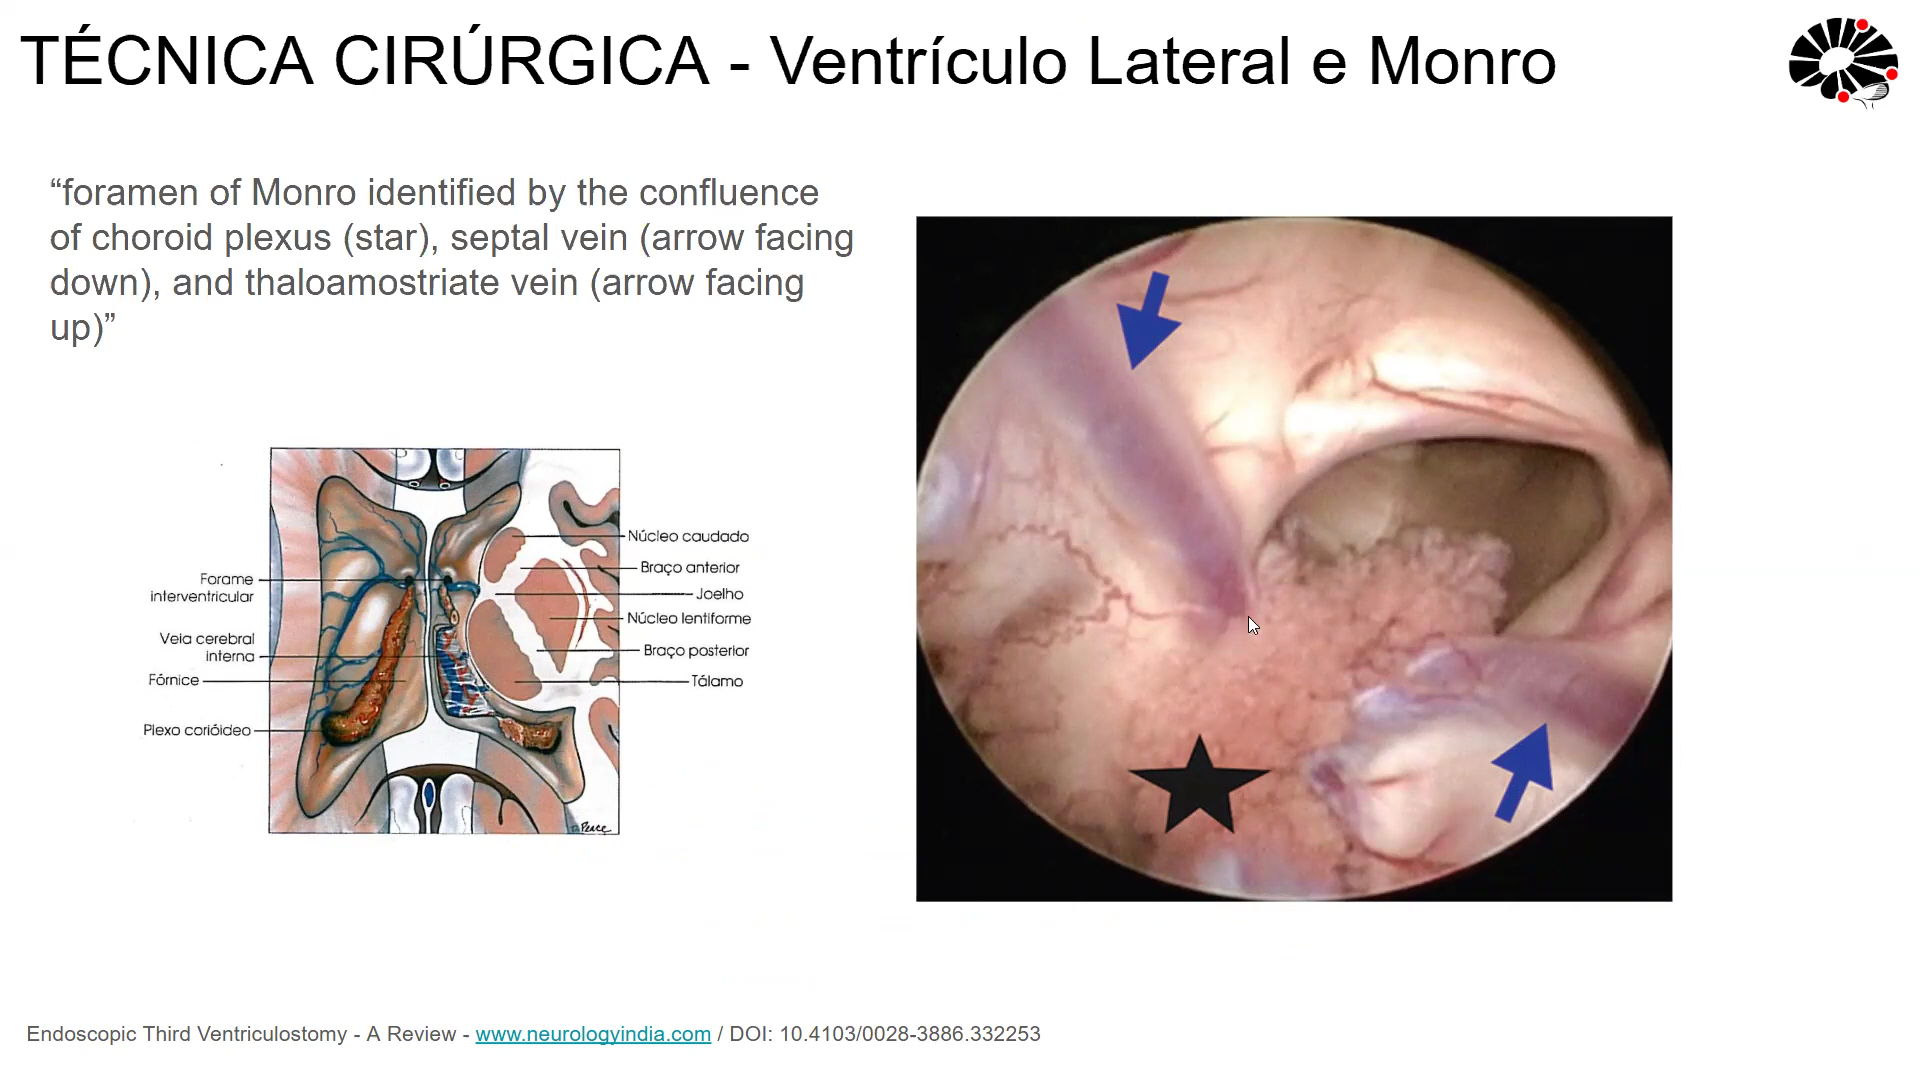 TÉCNICA CIRÚRGICA - Ventrículo Lateral e Monro
“foramen of Monro identified by the confluence
of choroid plexus (star), septal vein (arrow facing
down), and thaloamostriate vein (arrow facing
up)”
Forame
interventricular
Veia cerebral
interna
Fórnice
Plexo corióideo
Núcleo caudado
Braço anterior
Joelho
Núcleo lentiforme
Braço posterior
Tálamo
Peace
Endoscopic Third Ventriculostomy - A Review - www.neurologyindia.com / DOI: 10.4103/0028-3886.332253